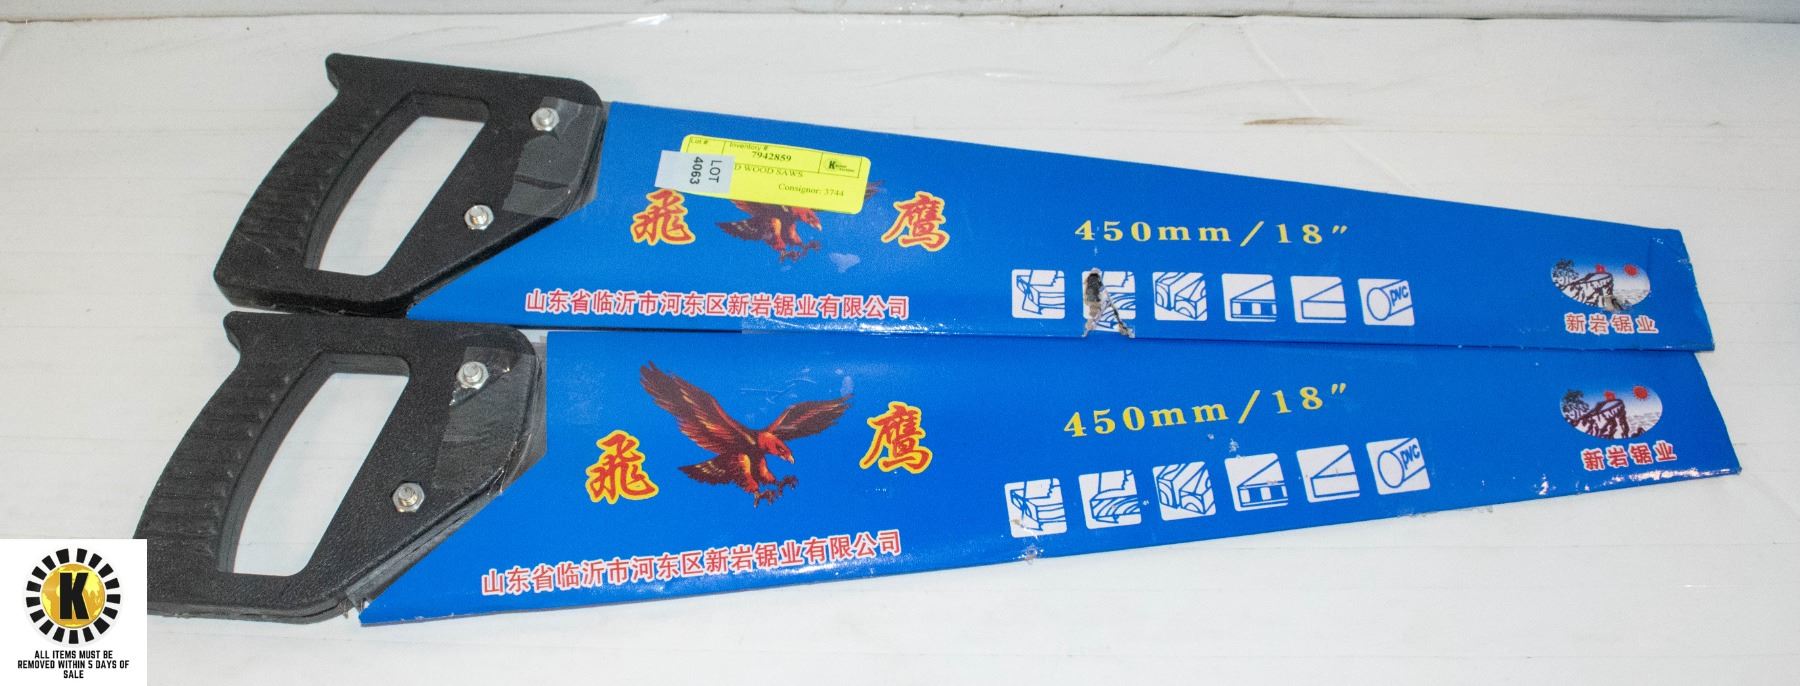 Lot #
Inventory #
7942859
D WOOD SAWS
Consignor: 3744
LOT
4063
飛 鹰
450mm/18"
PVC
山东省临沂市河东区新岩锯业有限公司
新岩锯业
飛 鹰
450mm/18"
PVC
山东省临沂市河东区新岩锯业有限公司
新岩锯业
K
ALL ITEMS MUST BE
REMOVED WITHIN 5 DAYS OF
SALE